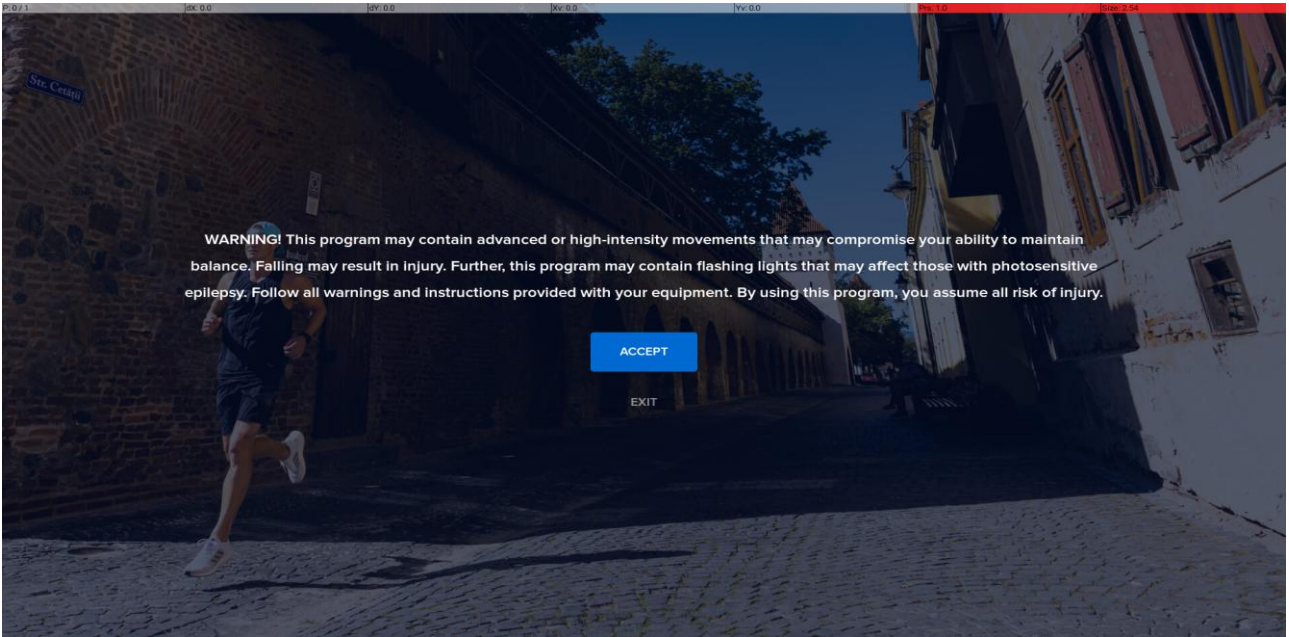 P: 0 / 1 dX: 0.0 dY: 0.0 Xv: 0.0 Yv: 0.0 Prs: 1.0 Size: 2.54
Str. Cetății
WARNING! This program may contain advanced or high-intensity movements that may compromise your ability to maintain
balance. Falling may result in injury. Further, this program may contain flashing lights that may affect those with photosensitive
epilepsy. Follow all warnings and instructions provided with your equipment. By using this program, you assume all risk of injury.
ACCEPT
EXIT